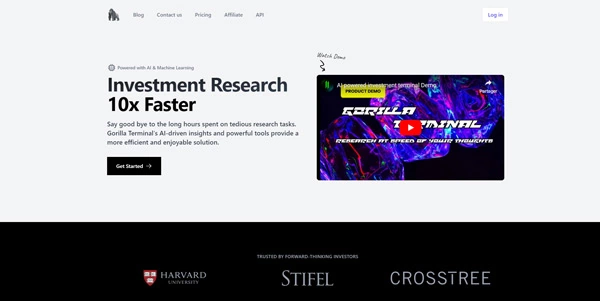 Blog
Contact us
Pricing
Affiliate
API
Log in
Watch Demo
Powered with AI & Machine Learning
Investment Research
10x Faster
Say good bye to the long hours spent on tedious research tasks.
Gorilla Terminal's AI-driven insights and powerful tools provide a
more efficient and enjoyable solution.
Get Started
AI-powered investment terminal Demo
PRODUCT DEMO
Partager
GORILLA
TERMINAL
RESEARCH AT SPEED OF YOUR THOUGHTS
TRUSTED BY FORWARD-THINKING INVESTORS
HARVARD
UNIVERSITY
STIFEL
CROSSTREE